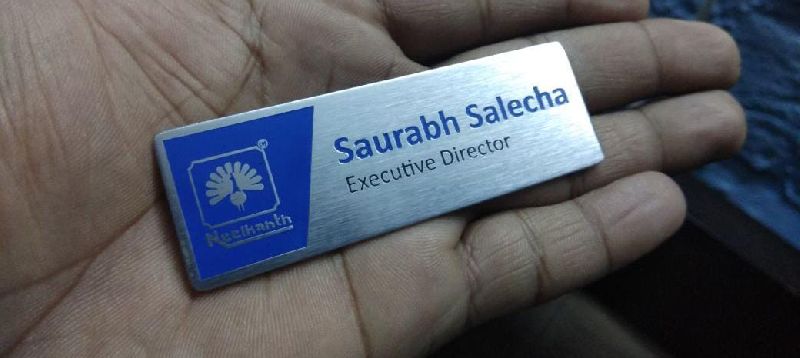 Saurabh Salecha
Executive Director
Neelkanth